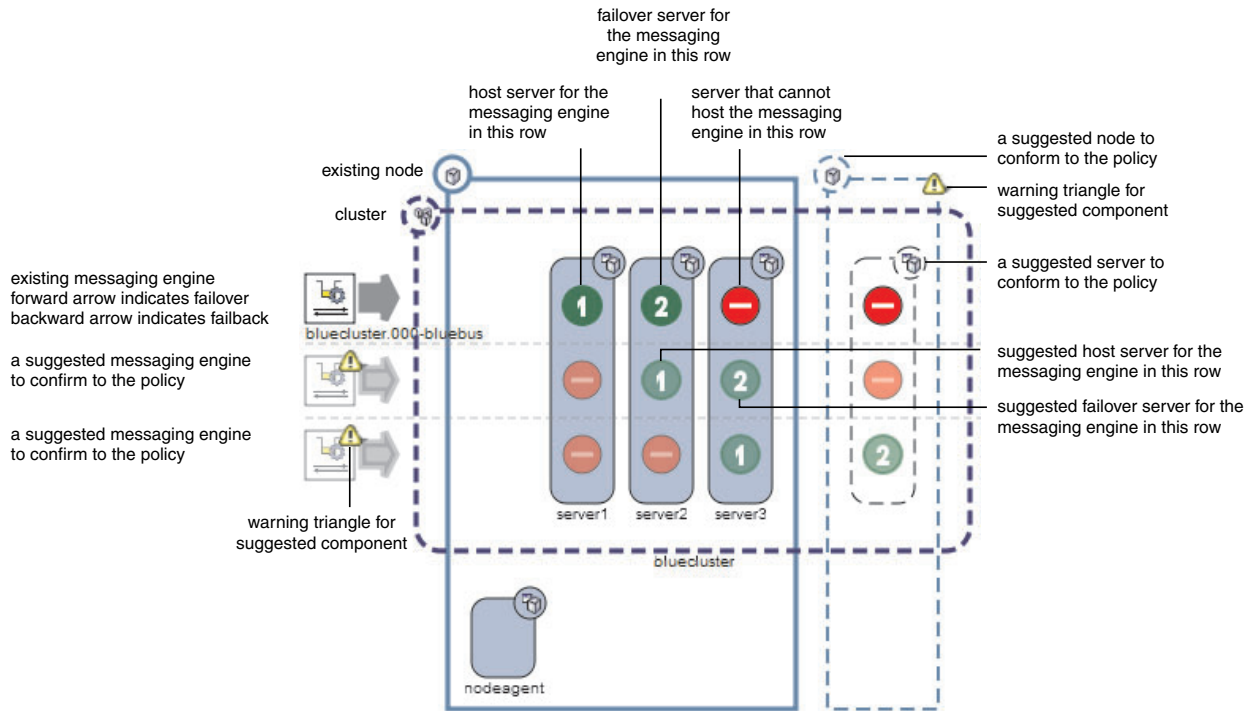 failover server for
the messaging
engine in this row
host server for the
messaging engine
in this row
server that cannot
host the messaging
engine in this row
a suggested node to
conform to the policy
existing node
warning triangle for
suggested component
cluster
a suggested server to
conform to the policy
existing messaging engine
forward arrow indicates failover
backward arrow indicates failback
1
2
bluecluster.000-bluebus
a suggested messaging engine
to confirm to the policy
1
2
suggested host server for the
messaging engine in this row
suggested failover server for the
messaging engine in this row
a suggested messaging engine
to confirm to the policy
1
2
server1
server2
server3
warning triangle for
suggested component
bluecluster
nodeagent